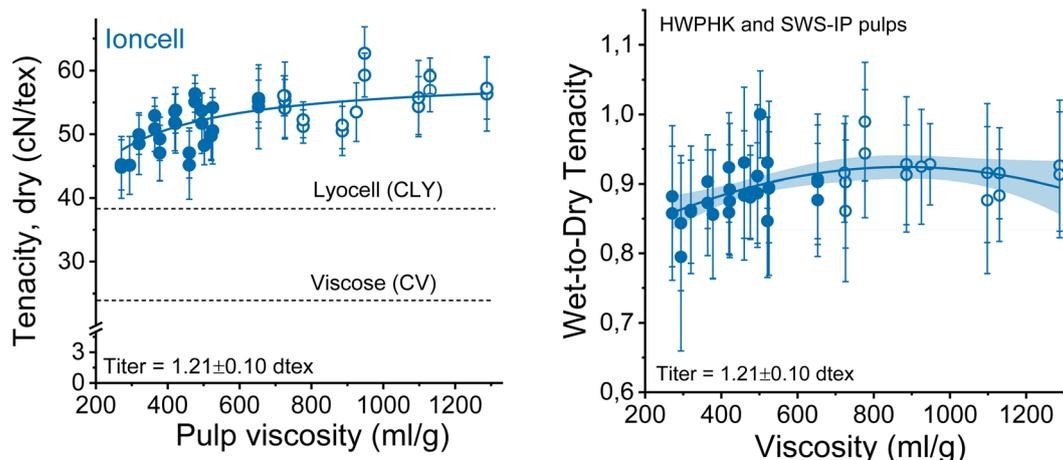 Ioncell
Tenacity, dry (cN/tex)
60
50
40
30
3
0
Lyocell (CLY)
Viscose (CV)
Titer = 1.21±0.10 dtex
200 400 600 800 1000 1200
Pulp viscosity (ml/g)
HWPHK and SWS-IP pulps
Wet-to-Dry Tenacity
1,1
1,0
0,9
0,8
0,7
0,6
Titer = 1.21±0.10 dtex
200 400 600 800 1000 1200
Viscosity (ml/g)